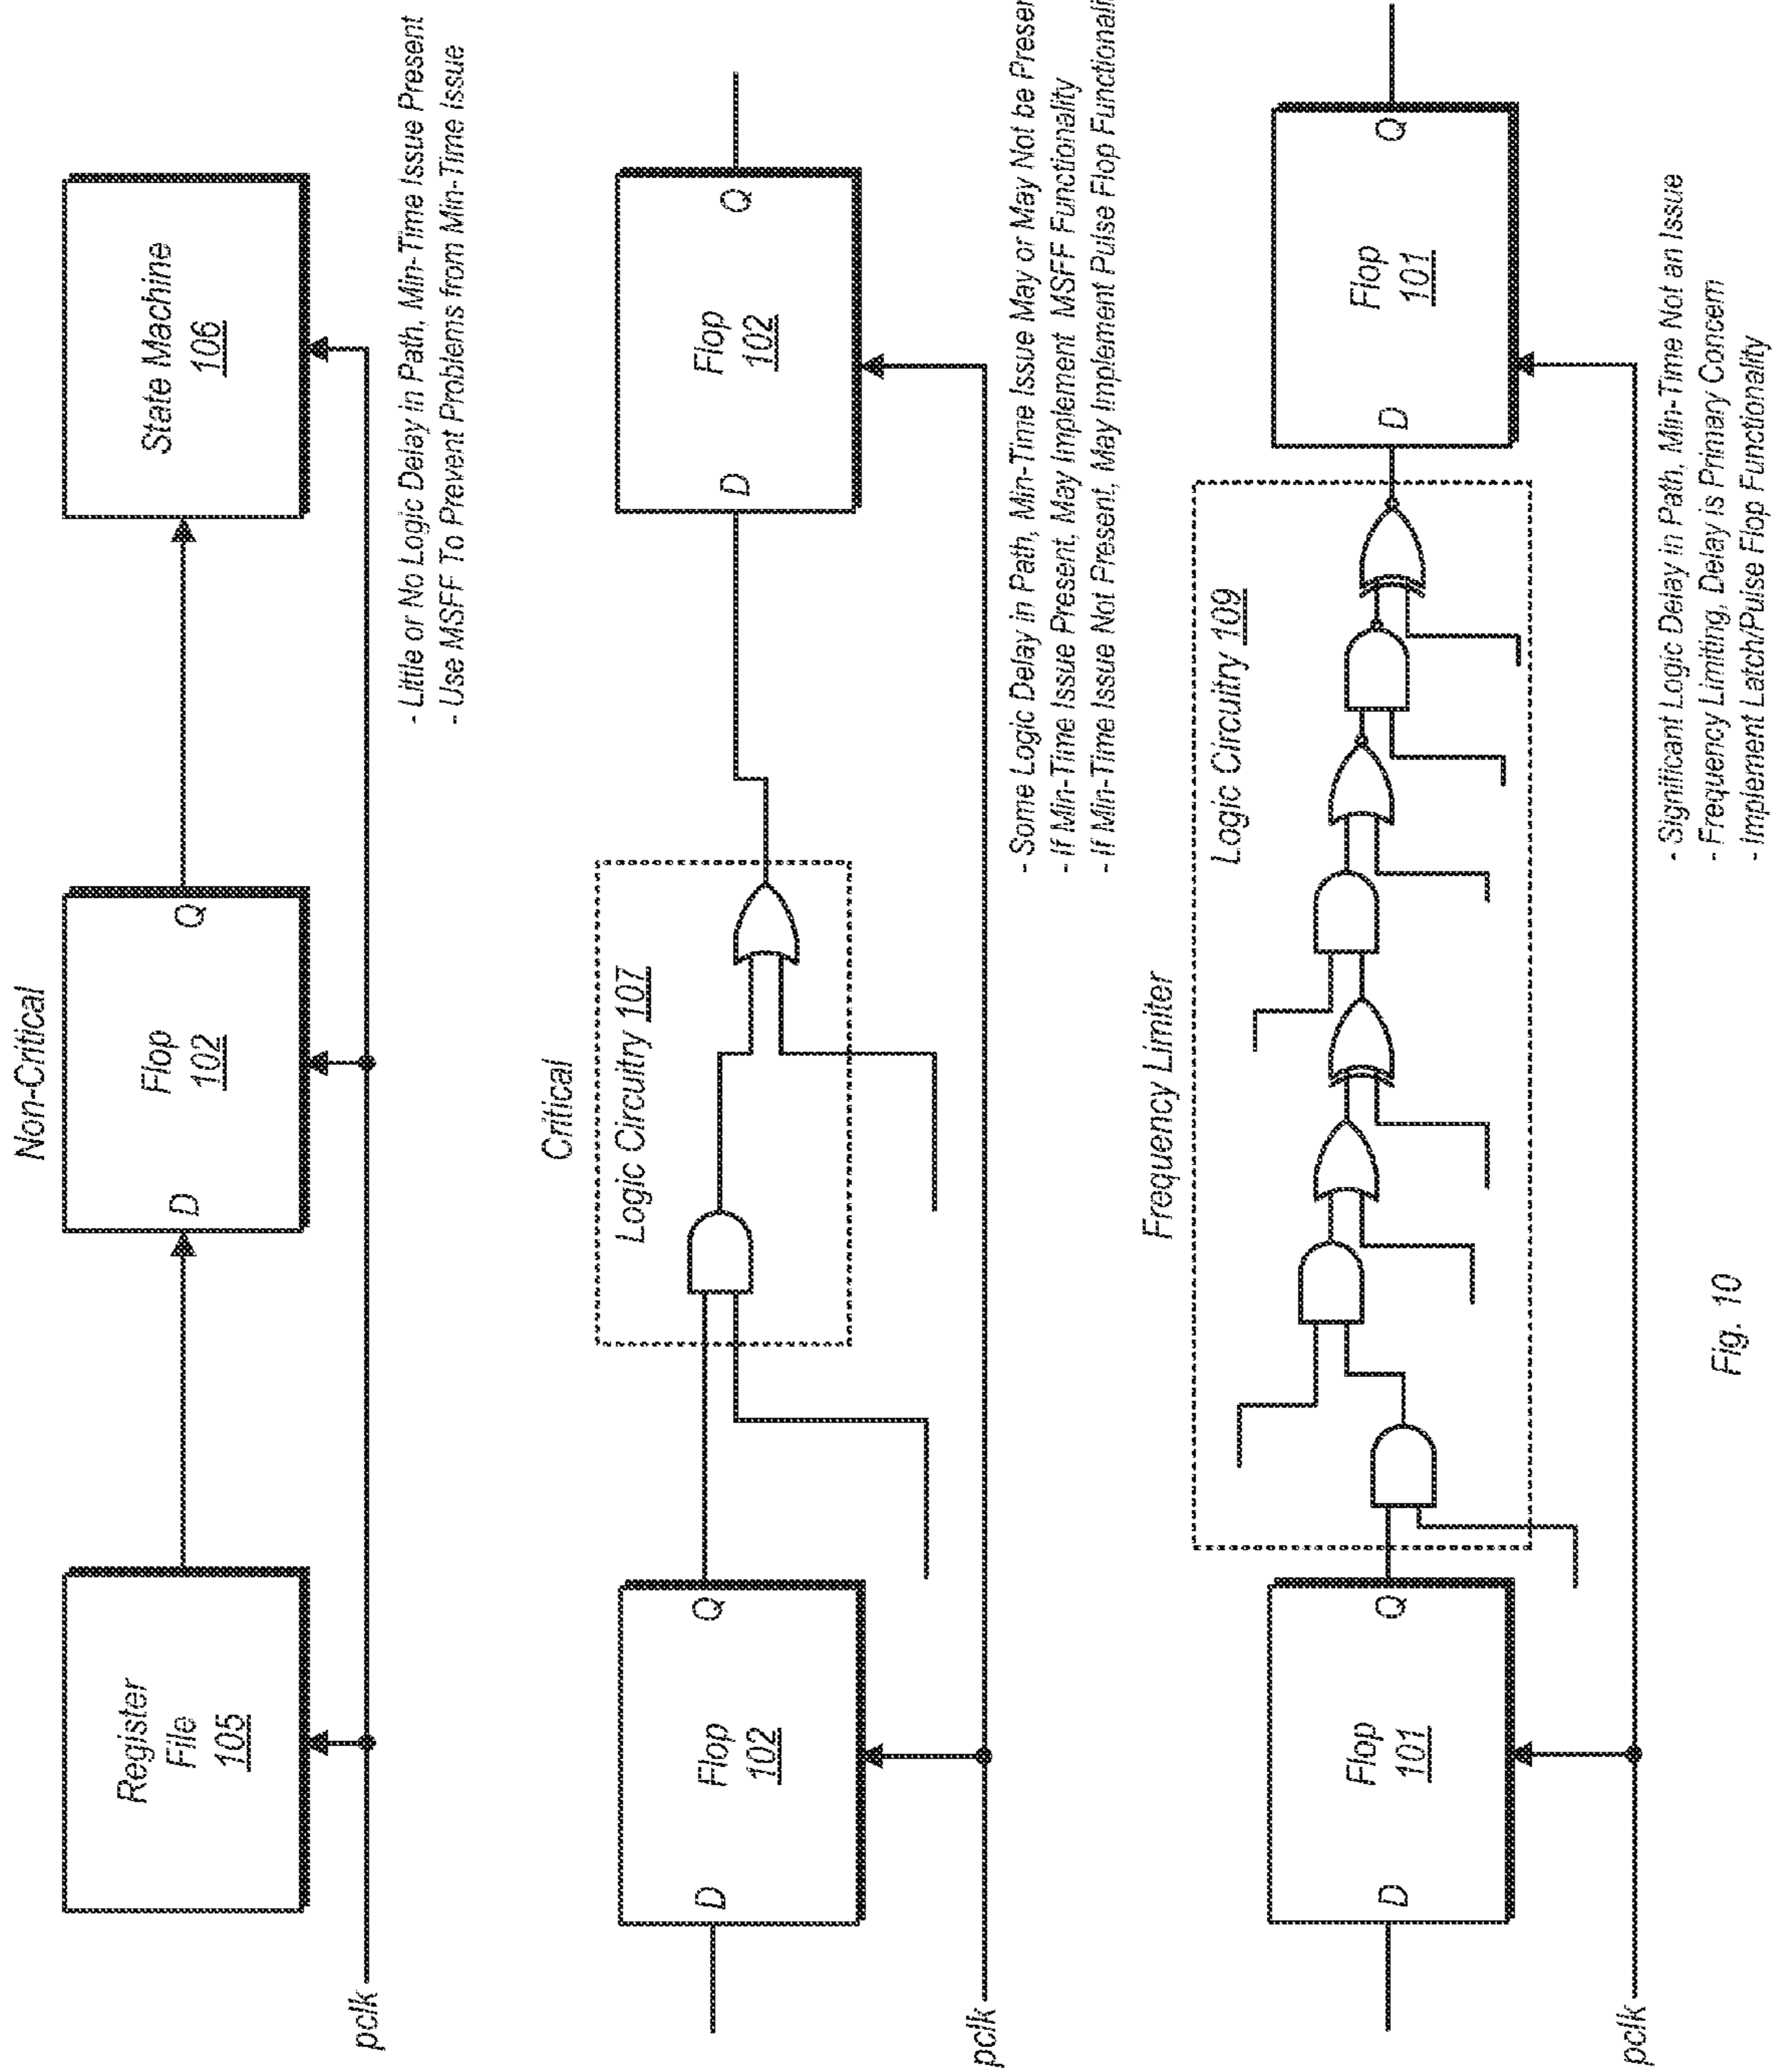 Non-Critical
Register
File
105
D
Flop
102
Q
State Machine
106
pclk
- Little or No Logic Delay in Path, Min-Time Issue Present
- Use MSFF To Prevent Problems from Min-Time Issue
Critical
D
Flop
102
Q
Logic Circuitry 107
D
Flop
102
Q
pclk
- Some Logic Delay in Path, Min-Time Issue May or May Not be Presen
- If Min-Time Issue Present, May Implement MSFF Functionality
- If Min-Time Issue Not Present, May Implement Pulse Flop Functionali
Frequency Limiter
D
Flop
101
Q
Logic Circuitry 109
D
Flop
101
Q
pclk
- Significant Logic Delay in Path, Min-Time Not an Issue
- Frequency Limiting, Delay is Primary Concern
- Implement Latch/Pulse Flop Functionality
Fig. 10